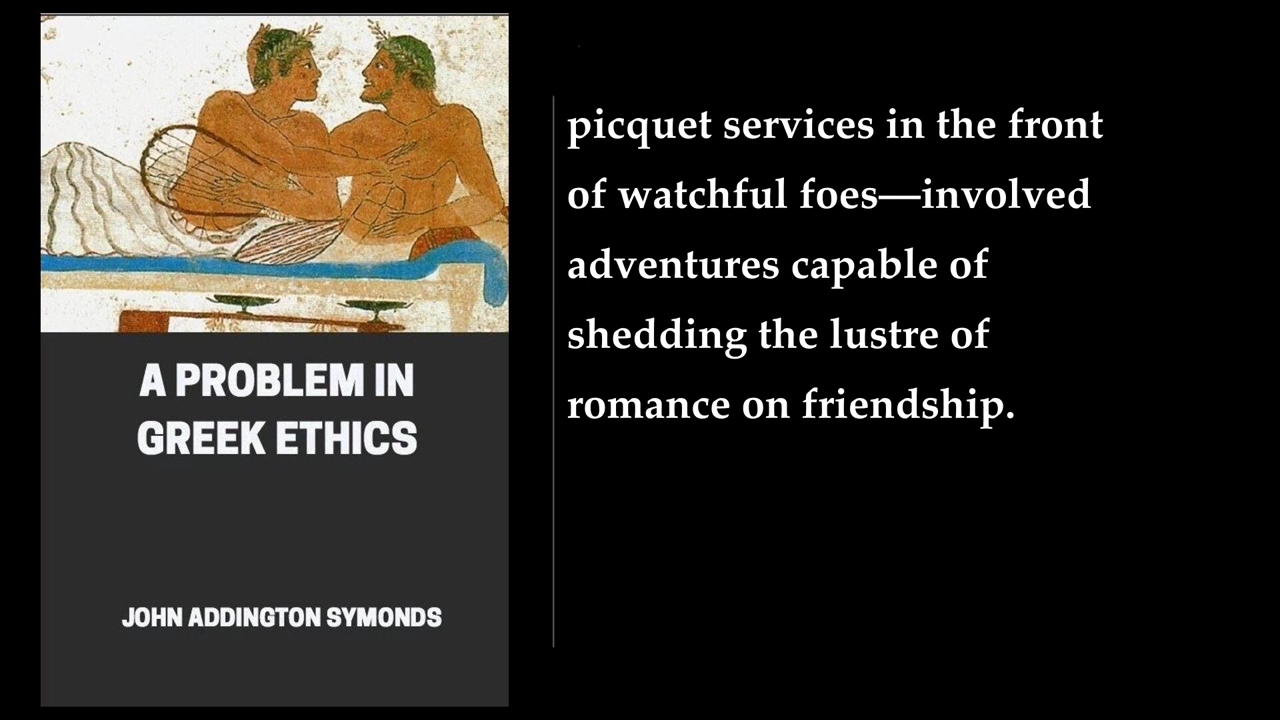 A PROBLEM IN
GREEK ETHICS
JOHN ADDINGTON SYMONDS
picquet services in the front
of watchful foes—involved
adventures capable of
shedding the lustre of
romance on friendship.